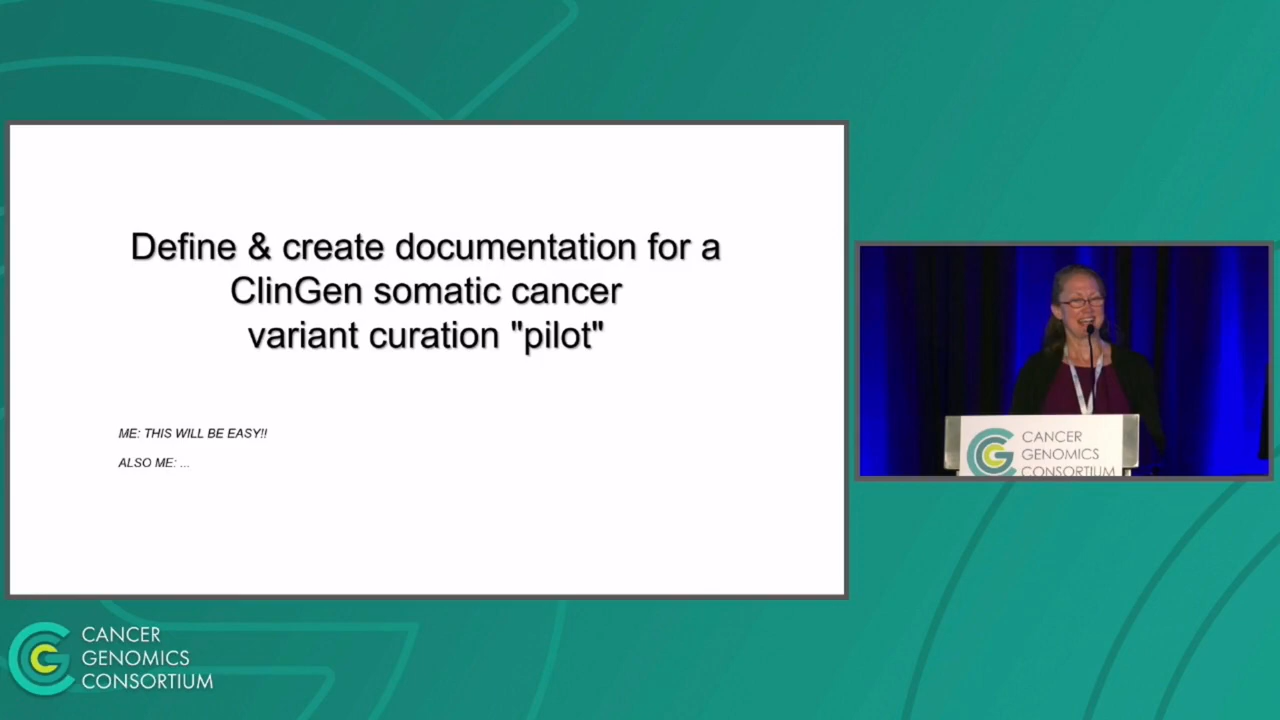 Define & create documentation for a
ClinGen somatic cancer
variant curation "pilot"
ME: THIS WILL BE EASY!!
ALSO ME: ...
CANCER
GENOMICS
CONSORTIUM
CANCER
GENOMICS
CONSORTIUM